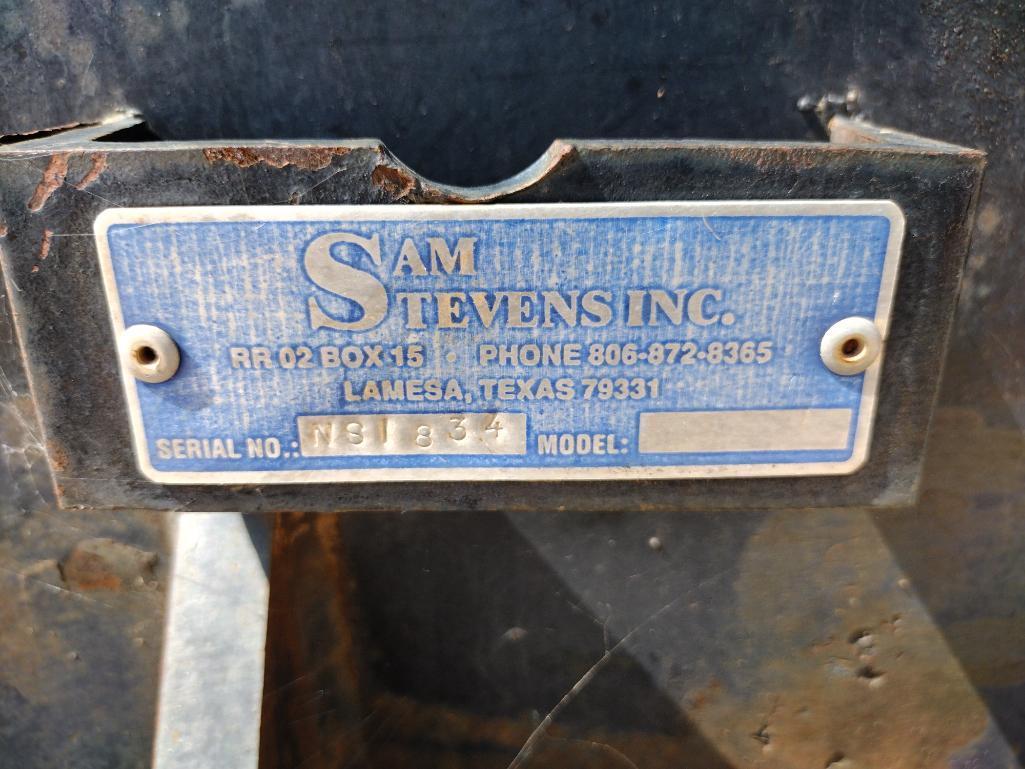 SAM
STEVENS INC.
RR 02 BOX 15 · PHONE 806-872-8365
LAMESA, TEXAS 79331
SERIAL NO.: NS1834 MODEL: